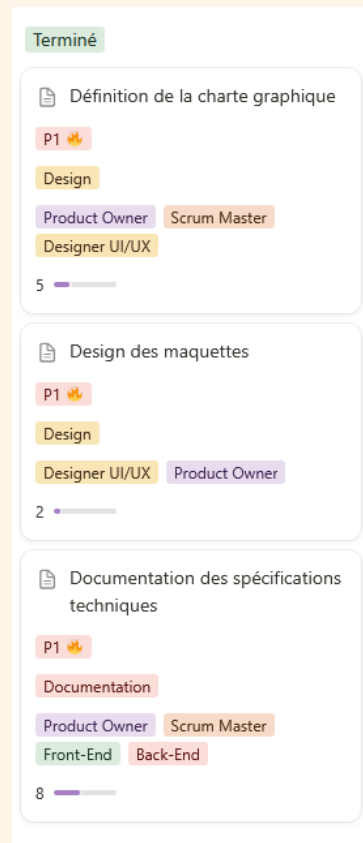 Terminé
Définition de la charte graphique
P1 🔥
Design
Product Owner Scrum Master
Designer UI/UX
5
Design des maquettes
P1 🔥
Design
Designer UI/UX Product Owner
2
Documentation des spécifications
techniques
P1 🔥
Documentation
Product Owner Scrum Master
Front-End Back-End
8